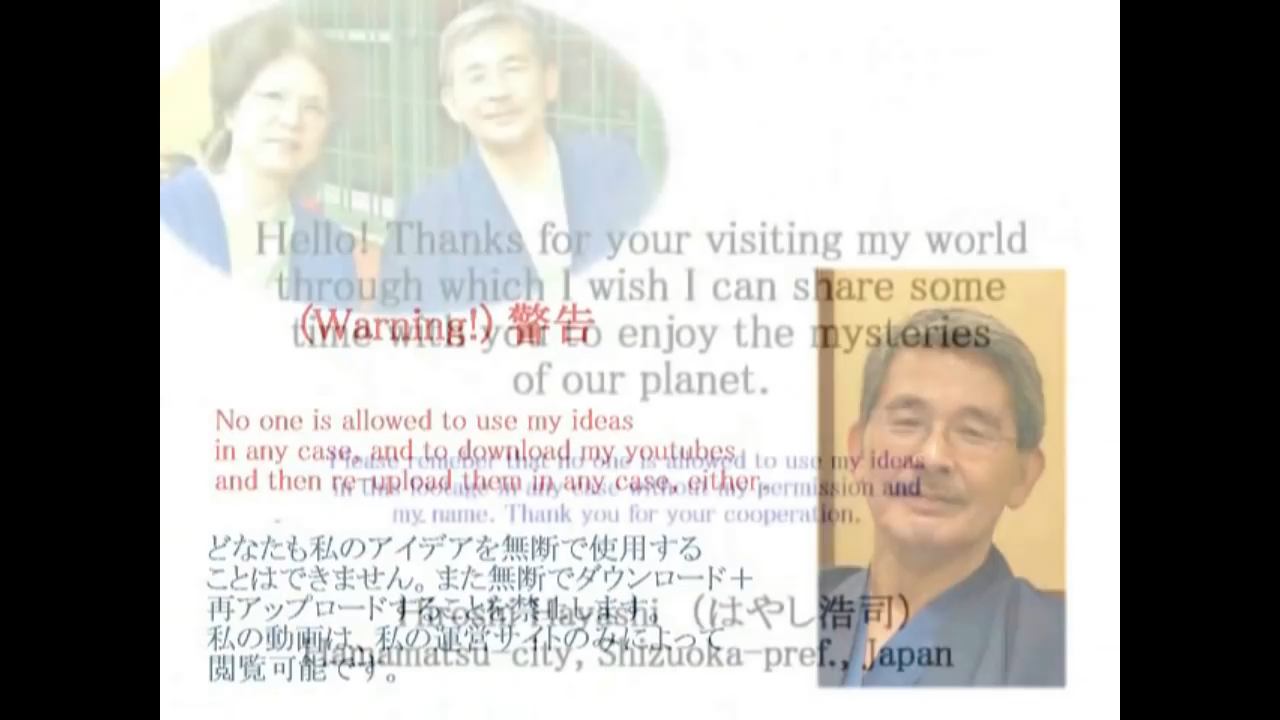 Hello! Thanks for your visiting my world
through which I wish I can share some
time with you to enjoy the mysteries
of our planet.
(Warning!) 警告
No one is allowed to use my ideas
in any case, and to download my youtubes
and then re-upload them in any case, either.
Please remeber that no one is allowed to use my ideas
in this footage in any case without my permission and
my name. Thank you for your cooperation.
どなたも私のアイデアを無断で使用する
ことはできません。また無断でダウンロード+
再アップロードすることを禁止します。
私の動画は、私の運営サイトのみによって
閲覧可能です。
Hiroshi Hayashi (はやし浩司)
Hamamatsu-city, Shizuoka-pref., Japan